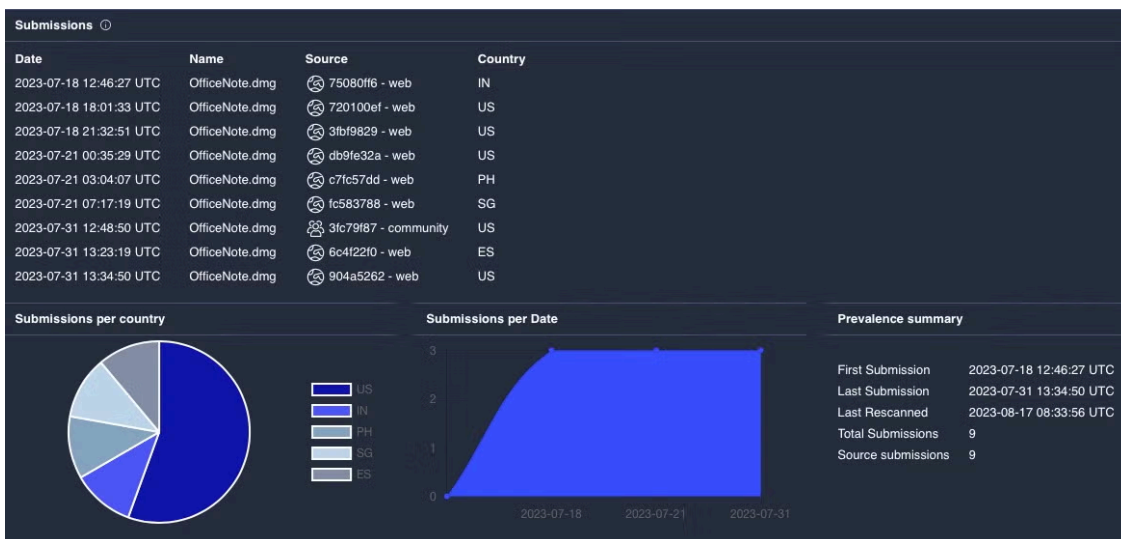 Submissions
Date Name Source Country
2023-07-18 12:46:27 UTC OfficeNote.dmg 75080ff6 - web IN
2023-07-18 18:01:33 UTC OfficeNote.dmg 720100ef - web US
2023-07-18 21:32:51 UTC OfficeNote.dmg 3fbf9829 - web US
2023-07-21 00:35:29 UTC OfficeNote.dmg db9fe32a - web US
2023-07-21 03:04:07 UTC OfficeNote.dmg c7fc57dd - web PH
2023-07-21 07:17:19 UTC OfficeNote.dmg fc583788 - web SG
2023-07-31 12:48:50 UTC OfficeNote.dmg 3fc79f87 - community US
2023-07-31 13:23:19 UTC OfficeNote.dmg 6c4f22f0 - web ES
2023-07-31 13:34:50 UTC OfficeNote.dmg 904a5262 - web US
Submissions per country
US
IN
PH
SG
ES
Submissions per Date
3
2
1
0
2023-07-18 2023-07-21 2023-07-31
Prevalence summary
First Submission 2023-07-18 12:46:27 UTC
Last Submission 2023-07-31 13:34:50 UTC
Last Rescanned 2023-08-17 08:33:56 UTC
Total Submissions 9
Source submissions 9